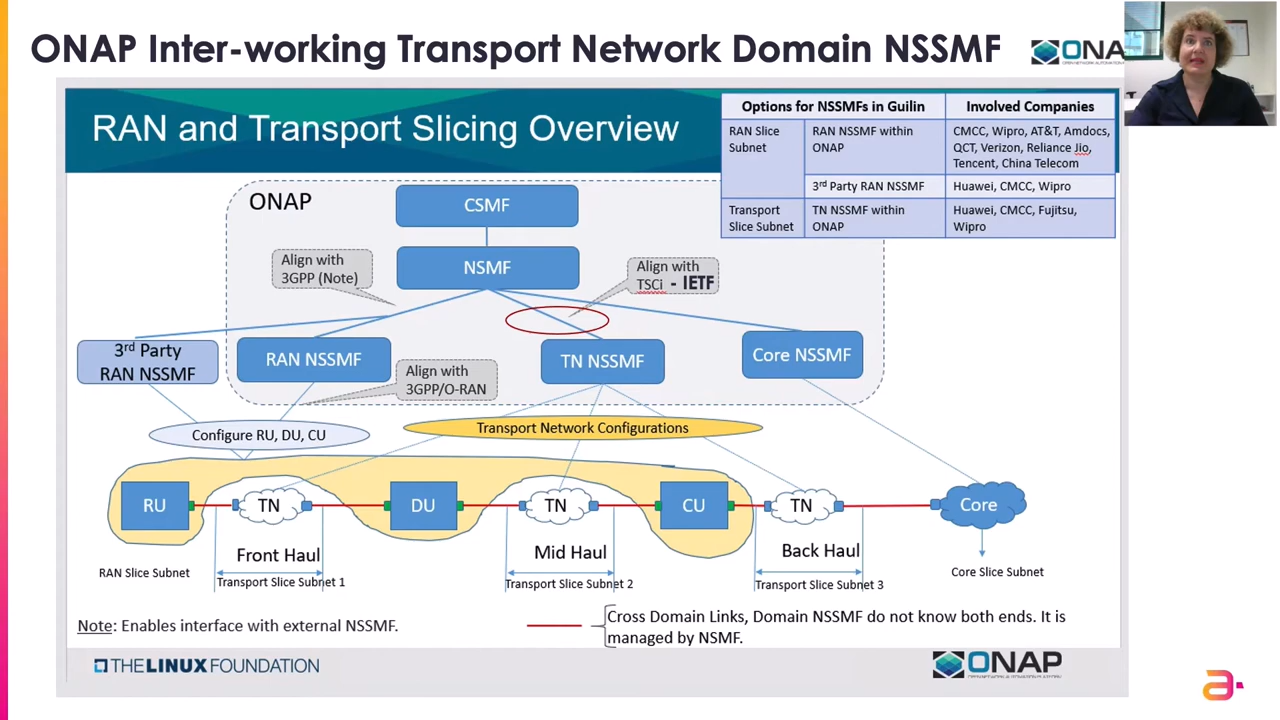 ONAP Inter-working Transport Network Domain NSSMF
ONAP
RAN and Transport Slicing Overview
Options for NSSMFs in Guilin
Involved Companies
RAN Slice
Subnet
RAN NSSMF within
ONAP
CMCC, Wipro, AT&T, Amdocs,
QCT, Verizon, Reliance Jio,
Tencent, China Telecom
3rd Party RAN NSSMF
Huawei, CMCC, Wipro
Transport
Slice Subnet
TN NSSMF within
ONAP
Huawei, CMCC, Fujitsu,
Wipro
ONAP
CSMF
NSMF
Align with
3GPP (Note)
Align with
TSCi - IETF
3rd Party
RAN NSSMF
RAN NSSMF
TN NSSMF
Core NSSMF
Align with
3GPP/O-RAN
Configure RU, DU, CU
Transport Network Configurations
RU
TN
DU
TN
CU
TN
Core
Front Haul
Mid Haul
Back Haul
RAN Slice Subnet
Transport Slice Subnet 1
Transport Slice Subnet 2
Transport Slice Subnet 3
Core Slice Subnet
Note: Enables interface with external NSSMF.
Cross Domain Links, Domain NSSMF do not know both ends. It is
managed by NSMF.
THE LINUX FOUNDATION
ONAP
a